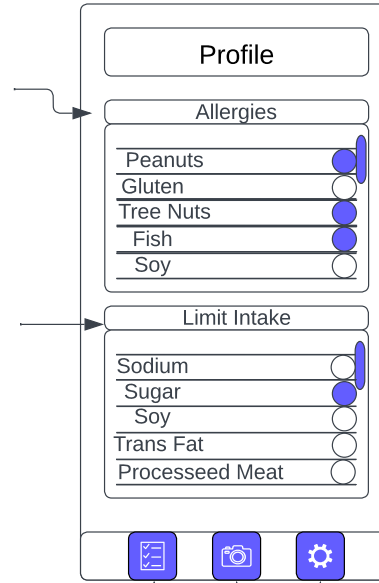 Profile
Allergies
Peanuts
Gluten
Tree Nuts
Fish
Soy
Limit Intake
Sodium
Sugar
Soy
Trans Fat
Processeed Meat